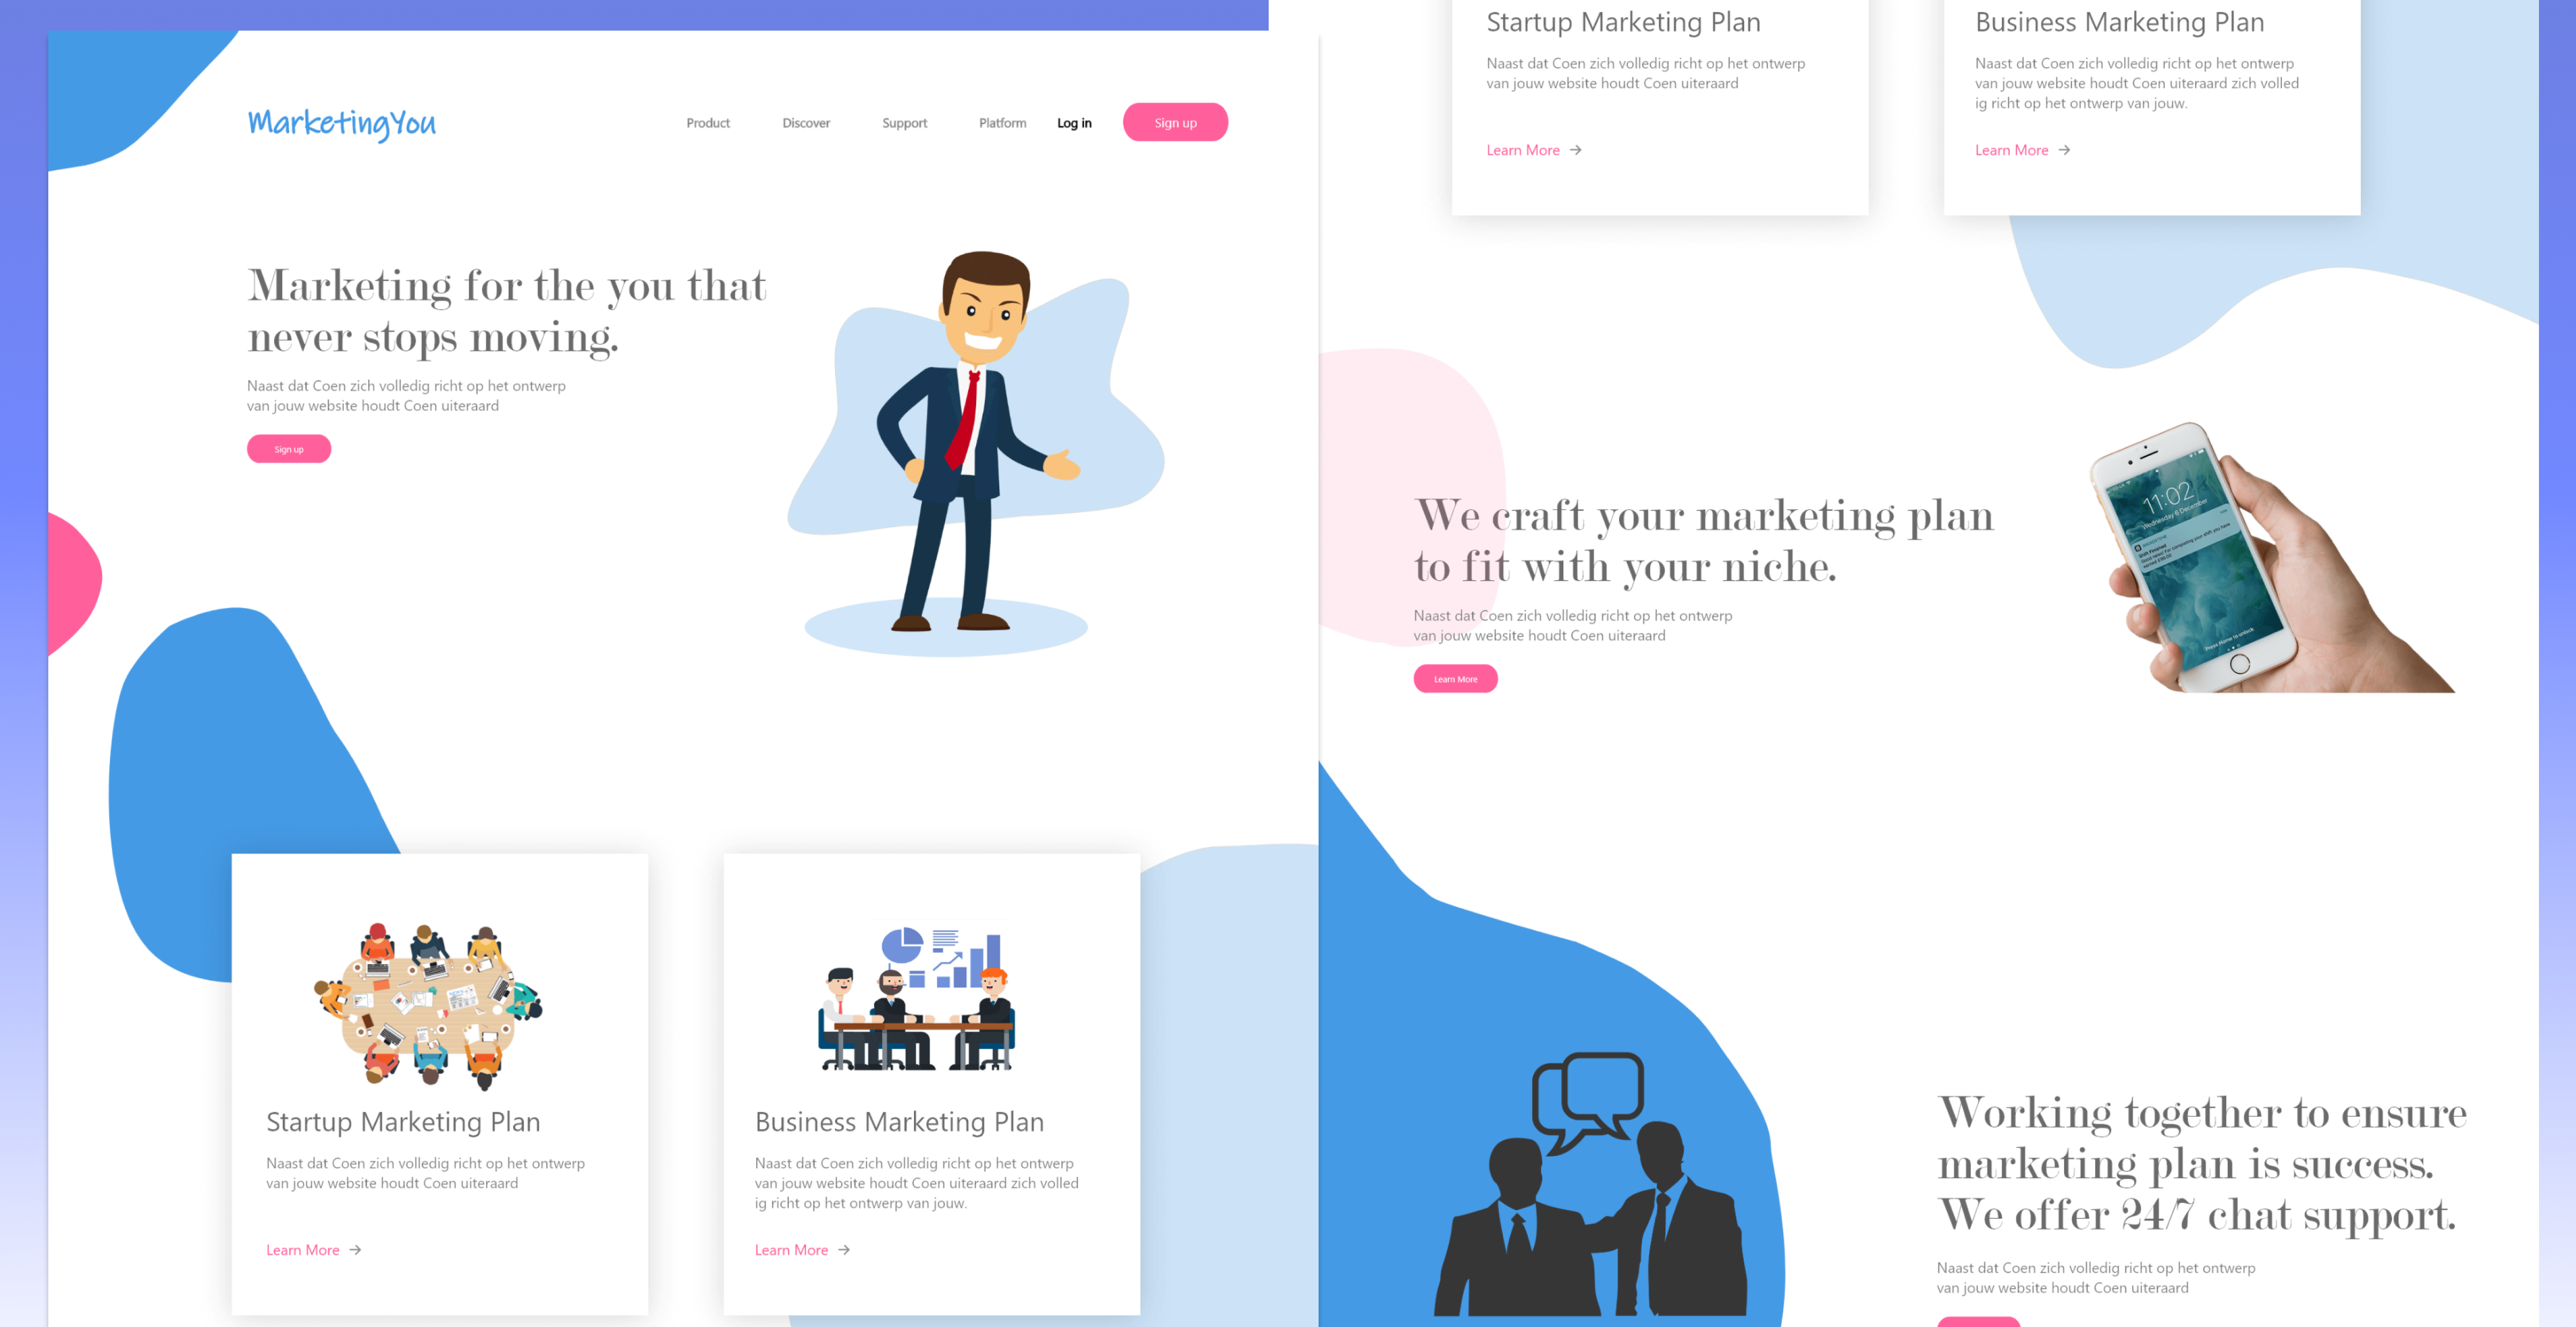 MarketingYou
Product
Discover
Support
Platform
Log in
Sign up
Marketing for the you that
never stops moving.
Naast dat Coen zich volledig richt op het ontwerp
van jouw website houdt Coen uiteraard
Sign up
Startup Marketing Plan
Naast dat Coen zich volledig richt op het ontwerp
van jouw website houdt Coen uiteraard
Learn More →
Business Marketing Plan
Naast dat Coen zich volledig richt op het ontwerp
van jouw website houdt Coen uiteraard zich volled
ig richt op het ontwerp van jouw.
Learn More →
Startup Marketing Plan
Naast dat Coen zich volledig richt op het ontwerp
van jouw website houdt Coen uiteraard
Learn More →
Business Marketing Plan
Naast dat Coen zich volledig richt op het ontwerp
van jouw website houdt Coen uiteraard zich volled
ig richt op het ontwerp van jouw.
Learn More →
We craft your marketing plan
to fit with your niche.
Naast dat Coen zich volledig richt op het ontwerp
van jouw website houdt Coen uiteraard
Learn More
11:02
Wednesday 6 December
Shift Finished
Press home to unlock
Working together to ensure
marketing plan is success.
We offer 24/7 chat support.
Naast dat Coen zich volledig richt op het ontwerp
van jouw website houdt Coen uiteraard